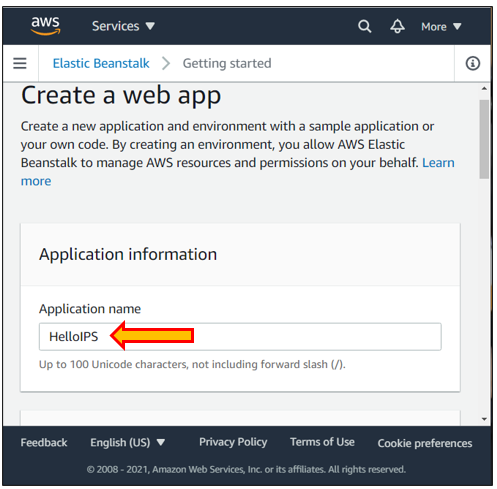 aws Services More
Elastic Beanstalk Getting started
Create a web app
Create a new application and environment with a sample application or
your own code. By creating an environment, you allow AWS Elastic
Beanstalk to manage AWS resources and permissions on your behalf. Learn
more
Application information
Application name
HelloIPS
Up to 100 Unicode characters, not including forward slash (/).
Feedback English (US) Privacy Policy Terms of Use Cookie preferences
© 2008 - 2021, Amazon Web Services, Inc. or its affiliates. All rights reserved.